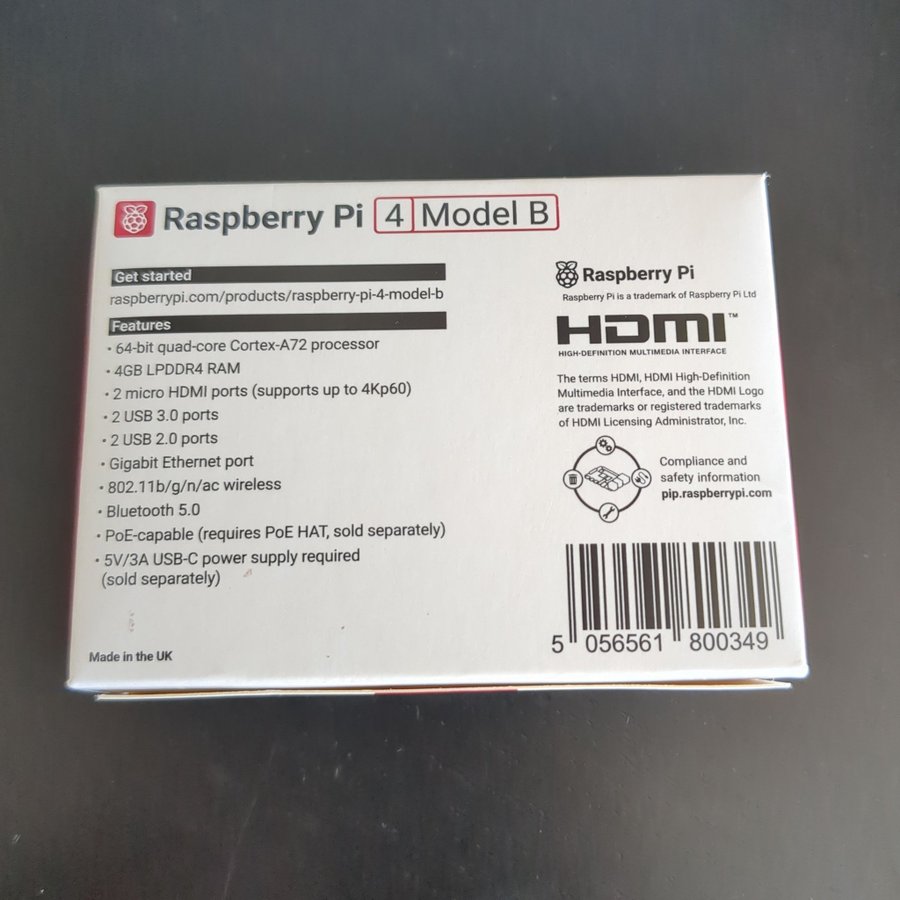 Raspberry Pi 4 Model B
Get started
raspberrypi.com/products/raspberry-pi-4-model-b
Features
· 64-bit quad-core Cortex-A72 processor
· 4GB LPDDR4 RAM
· 2 micro HDMI ports (supports up to 4Kp60)
· 2 USB 3.0 ports
· 2 USB 2.0 ports
· Gigabit Ethernet port
· 802.11b/g/n/ac wireless
· Bluetooth 5.0
· PoE-capable (requires PoE HAT, sold separately)
· 5V/3A USB-C power supply required
(sold separately)
Made in the UK
Raspberry Pi
Raspberry Pi is a trademark of Raspberry Pi Ltd
HDMI™
HIGH-DEFINITION MULTIMEDIA INTERFACE
The terms HDMI, HDMI High-Definition
Multimedia Interface, and the HDMI Logo
are trademarks or registered trademarks
of HDMI Licensing Administrator, Inc.
Compliance and
safety information
pip.raspberrypi.com
5 056561 800349